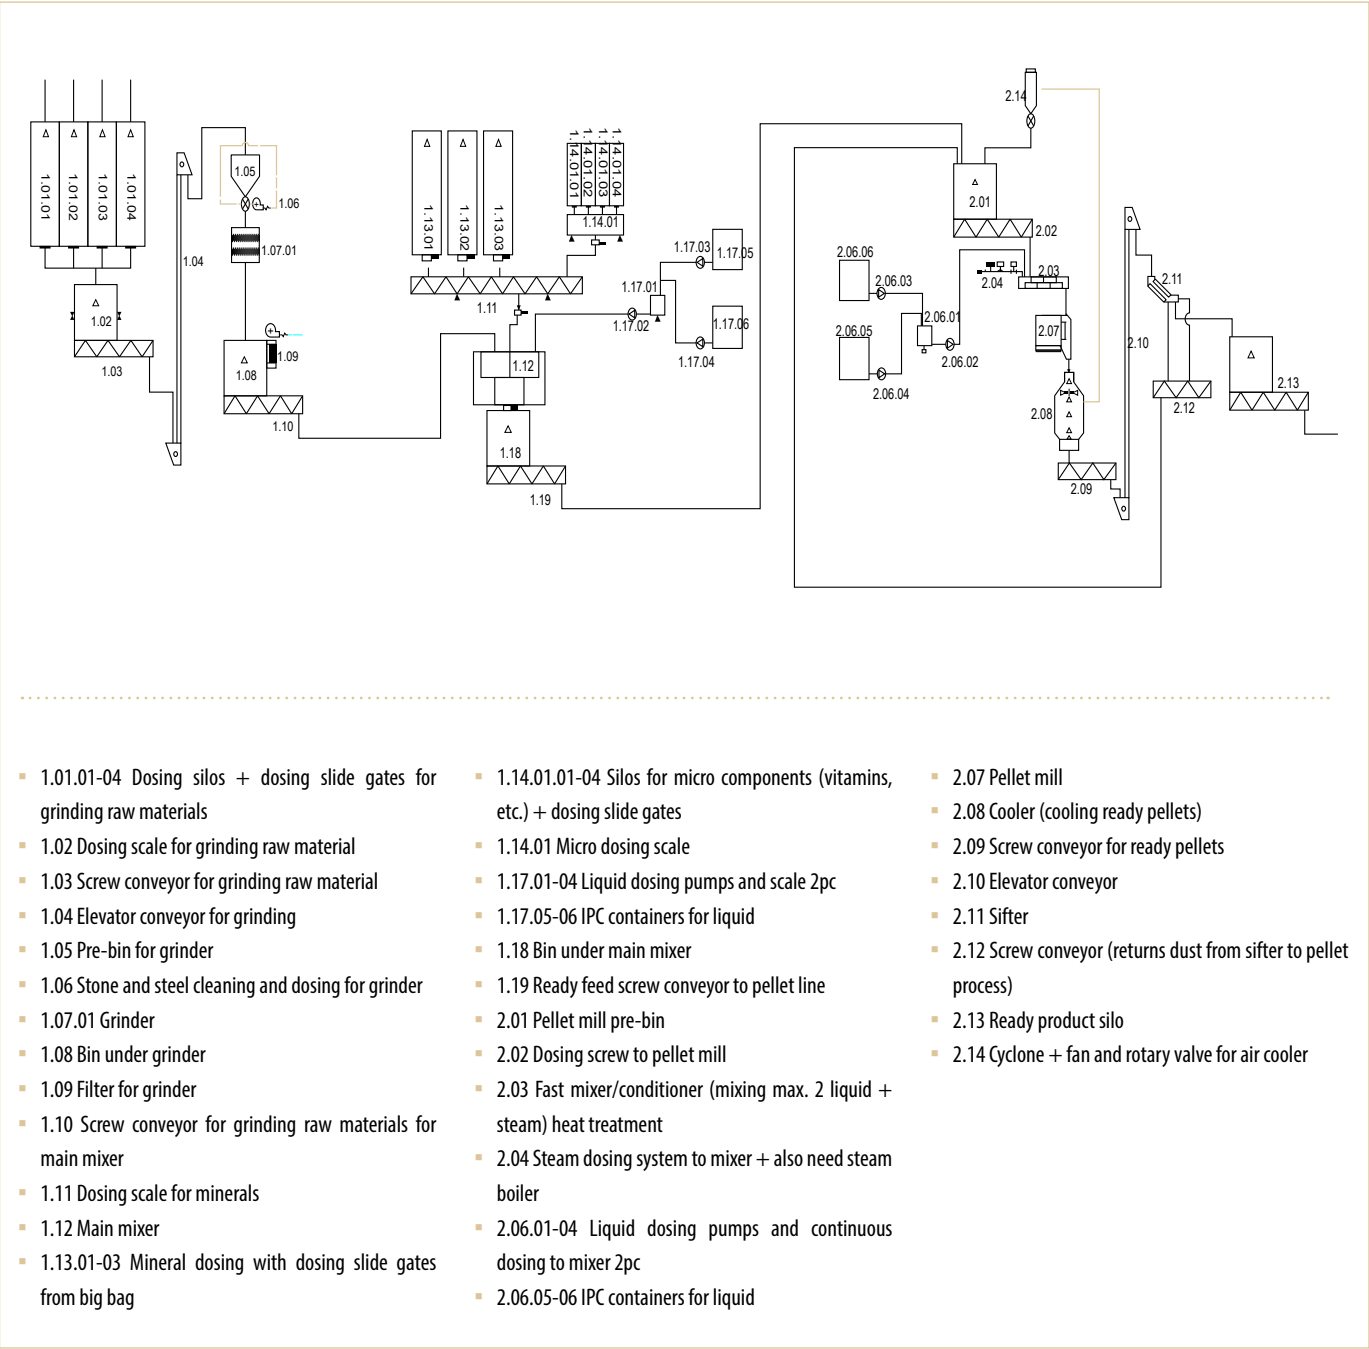 1.01.01
1.01.02
1.01.03
1.01.04
1.02
1.03
1.04
1.05
1.06
1.07.01
1.08
1.09
1.10
1.13.01
1.13.02
1.13.03
1.14.01.01
1.14.01.02
1.14.01.03
1.14.01.04
1.14.01
1.11
1.12
1.17.01
1.17.02
1.17.03
1.17.04
1.17.05
1.17.06
1.18
1.19
2.14
2.01
2.02
2.03
2.04
2.06.06
2.06.03
2.06.01
2.06.05
2.06.02
2.06.04
2.07
2.08
2.09
2.10
2.11
2.12
2.13
1.01.01-04 Dosing silos + dosing slide gates for
grinding raw materials
1.02 Dosing scale for grinding raw material
1.03 Screw conveyor for grinding raw material
1.04 Elevator conveyor for grinding
1.05 Pre-bin for grinder
1.06 Stone and steel cleaning and dosing for grinder
1.07.01 Grinder
1.08 Bin under grinder
1.09 Filter for grinder
1.10 Screw conveyor for grinding raw materials for
main mixer
1.11 Dosing scale for minerals
1.12 Main mixer
1.13.01-03 Mineral dosing with dosing slide gates
from big bag
1.14.01.01-04 Silos for micro components (vitamins,
etc.) + dosing slide gates
1.14.01 Micro dosing scale
1.17.01-04 Liquid dosing pumps and scale 2pc
1.17.05-06 IPC containers for liquid
1.18 Bin under main mixer
1.19 Ready feed screw conveyor to pellet line
2.01 Pellet mill pre-bin
2.02 Dosing screw to pellet mill
2.03 Fast mixer/conditioner (mixing max. 2 liquid +
steam) heat treatment
2.04 Steam dosing system to mixer + also need steam
boiler
2.06.01-04 Liquid dosing pumps and continuous
dosing to mixer 2pc
2.06.05-06 IPC containers for liquid
2.07 Pellet mill
2.08 Cooler (cooling ready pellets)
2.09 Screw conveyor for ready pellets
2.10 Elevator conveyor
2.11 Sifter
2.12 Screw conveyor (returns dust from sifter to pellet
process)
2.13 Ready product silo
2.14 Cyclone + fan and rotary valve for air cooler